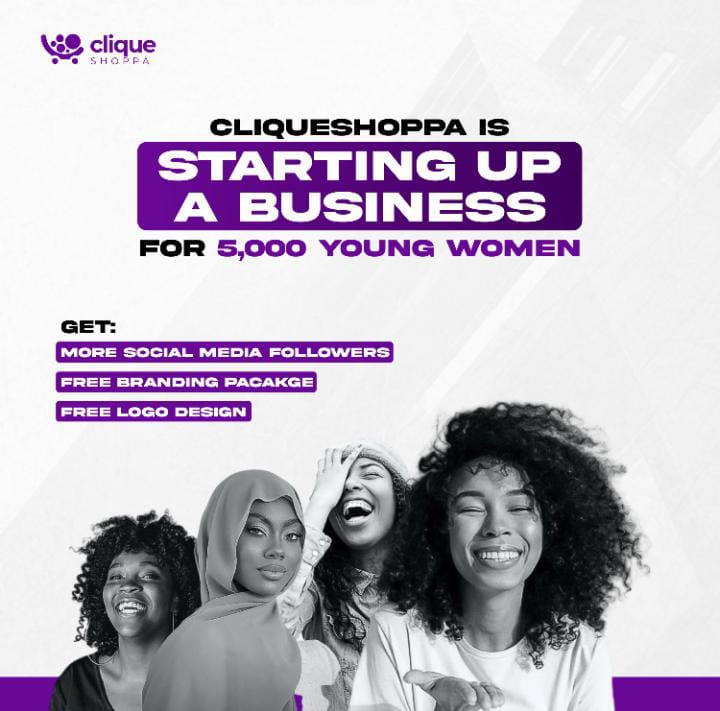 clique
SHOPPA
CLIQUESHOPPA IS
STARTING UP
A BUSINESS
FOR 5,000 YOUNG WOMEN
GET:
MORE SOCIAL MEDIA FOLLOWERS
FREE BRANDING PACAKGE
FREE LOGO DESIGN